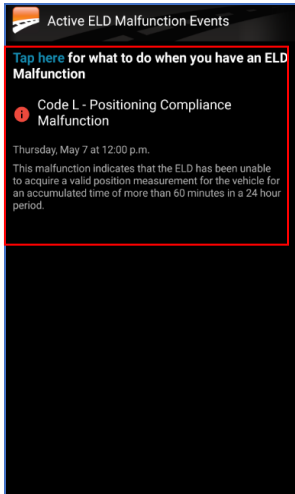 Active ELD Malfunction Events
Tap here for what to do when you have an ELD
Malfunction
Code L - Positioning Compliance
Malfunction
Thursday, May 7 at 12:00 p.m.
This malfunction indicates that the ELD has been unable
to acquire a valid position measurement for the vehicle for
an accumulated time of more than 60 minutes in a 24 hour
period.